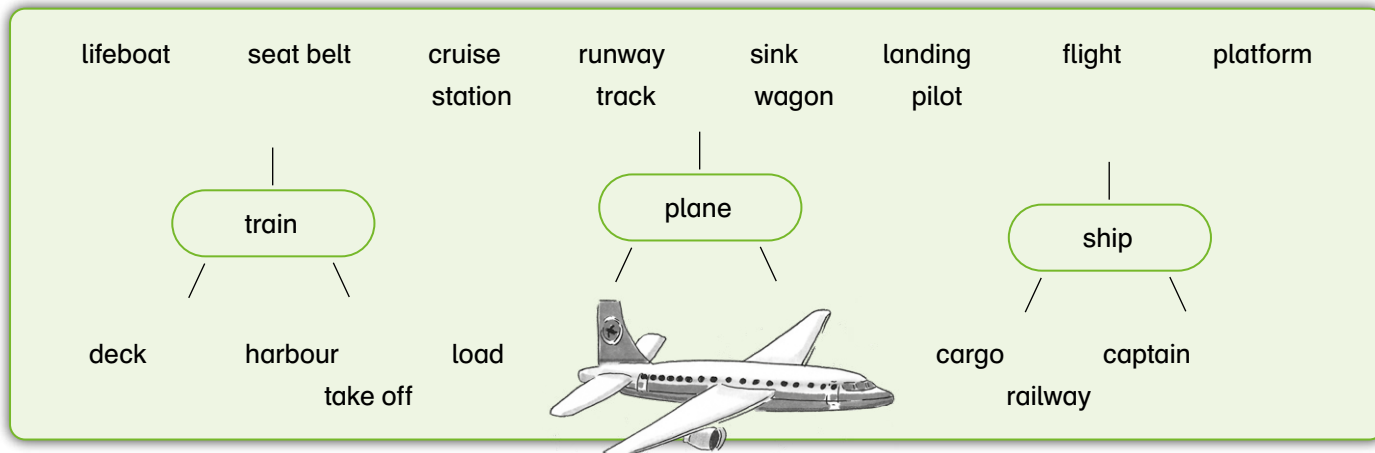 lifeboat seat belt cruise runway sink landing flight platform
station track wagon pilot
train plane ship
deck harbour load cargo captain
take off railway